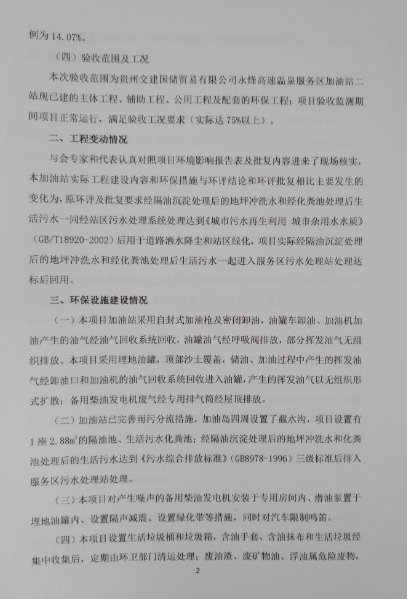 例为 14.07%。
（四）验收范围及工况
本次验收范围为贵州交建国储贸易有限公司永烽高速温泉服务区加油站二
站现已建的主体工程、辅助工程、公用工程及配套的环保工程；项目验收监测期
间项目正常运行，满足验收工况要求（实际达 75%以上）。
二、工程变动情况
与会专家和代表认真对照项目环境影响报告表及批复内容进来了现场核实，
本加油站实际工程建设内容和环保措施与环评结论和环评批复相比主要发生的
变化为，原环评及批复要求经隔油沉淀处理后的地坪冲洗水和经化粪池处理后生
活污水一同经站区污水处理系统处理达到《城市污水再生利用 城市杂用水水质》
（GB/T18920-2002）后用于道路洒水降尘和站区绿化，项目实际经隔油沉淀处理
后的地坪冲洗水和经化粪池处理后生活污水一起进入服务区污水处理站处理达
标后回用。
三、环保设施建设情况
（一）本项目加油站采用自封式加油枪及密闭卸油，油罐车卸油、加油机加
油产生的油气经油气回收系统回收，油罐油气经呼吸阀排放，部分挥发油气无组
织排放。本项目采用埋地油罐，顶部沙土覆盖，储油、加油过程中产生的挥发油
气经卸油口和加油机的油气回收系统回收进入油罐，产生的挥发油气以无组织形
式扩散；备用柴油发电机废气经专用排气筒经屋顶排放。
（二）加油站已完善雨污分流措施，加油岛四周设置了截水沟，项目设置有
1 座 2.88m³的隔油池、生活污水化粪池；经隔油沉淀处理后的地坪冲洗水和化粪
池处理后的生活污水达到《污水综合排放标准》（GB8978-1996）三级标准后排入
服务区污水处理站处理。
（三）本项目对产生噪声的备用柴油发电机安装于专用房间内、潜油泵置于
埋地油罐内、设置隔声减震、设置绿化带等措施，同时对汽车限制鸣笛。
（四）本项目设置生活垃圾桶和垃圾箱，含油手套、含油抹布和生活垃圾经
集中收集后，定期由环卫部门清运处理；废油渣、废矿物油、浮油属危险废物，
2